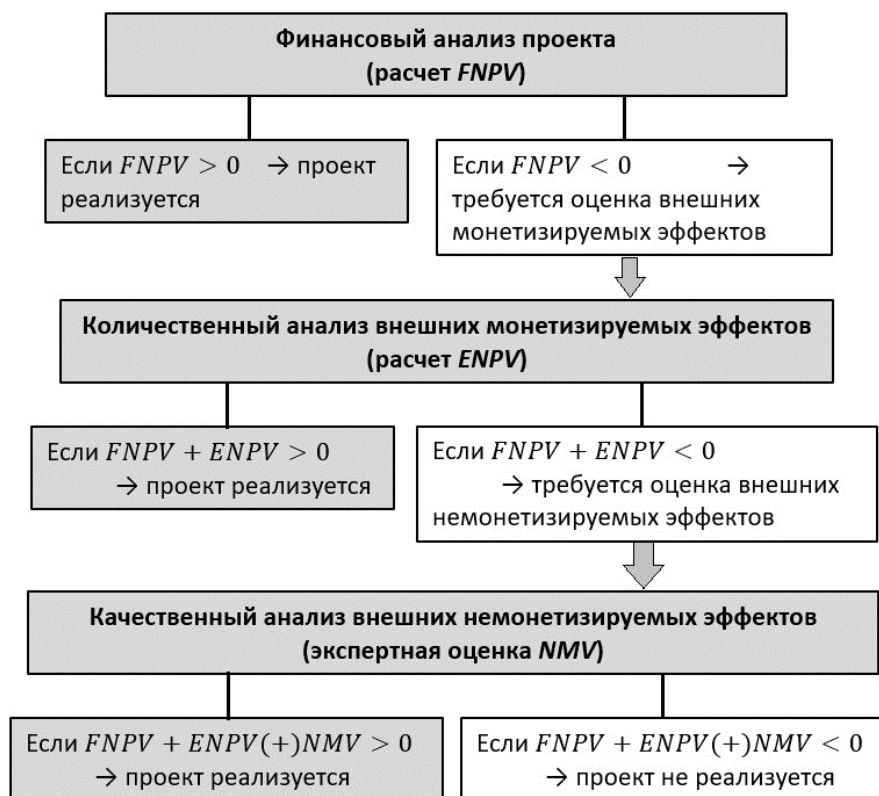 Финансовый анализ проекта
(расчет FNPV)
Если FNPV > 0 → проект
реализуется
Если FNPV < 0 →
требуется оценка внешних
монетизируемых эффектов
Количественный анализ внешних монетизируемых эффектов
(расчет ENPV)
Если FNPV + ENPV > 0
→ проект реализуется
Если FNPV + ENPV < 0
→ требуется оценка внешних
немонетизируемых эффектов
Качественный анализ внешних немонетизируемых эффектов
(экспертная оценка NMV)
Если FNPV + ENPV(+)NMV > 0
→ проект реализуется
Если FNPV + ENPV(+)NMV < 0
→ проект не реализуется